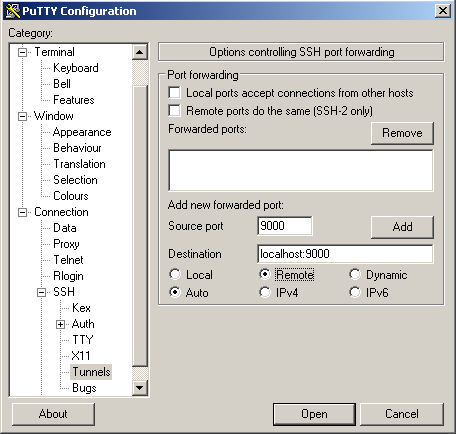 PuTTY Configuration
Category:
Terminal
Keyboard
Bell
Features
Window
Appearance
Behaviour
Translation
Selection
Colours
Connection
Data
Proxy
Telnet
Rlogin
SSH
Kex
Auth
TTY
X11
Tunnels
Bugs
Options controlling SSH port forwarding
Port forwarding
Local ports accept connections from other hosts
Remote ports do the same (SSH-2 only)
Forwarded ports:
Remove
Add new forwarded port:
Source port 9000 Add
Destination localhost:9000
Local Remote Dynamic
Auto IPv4 IPv6
About Open Cancel